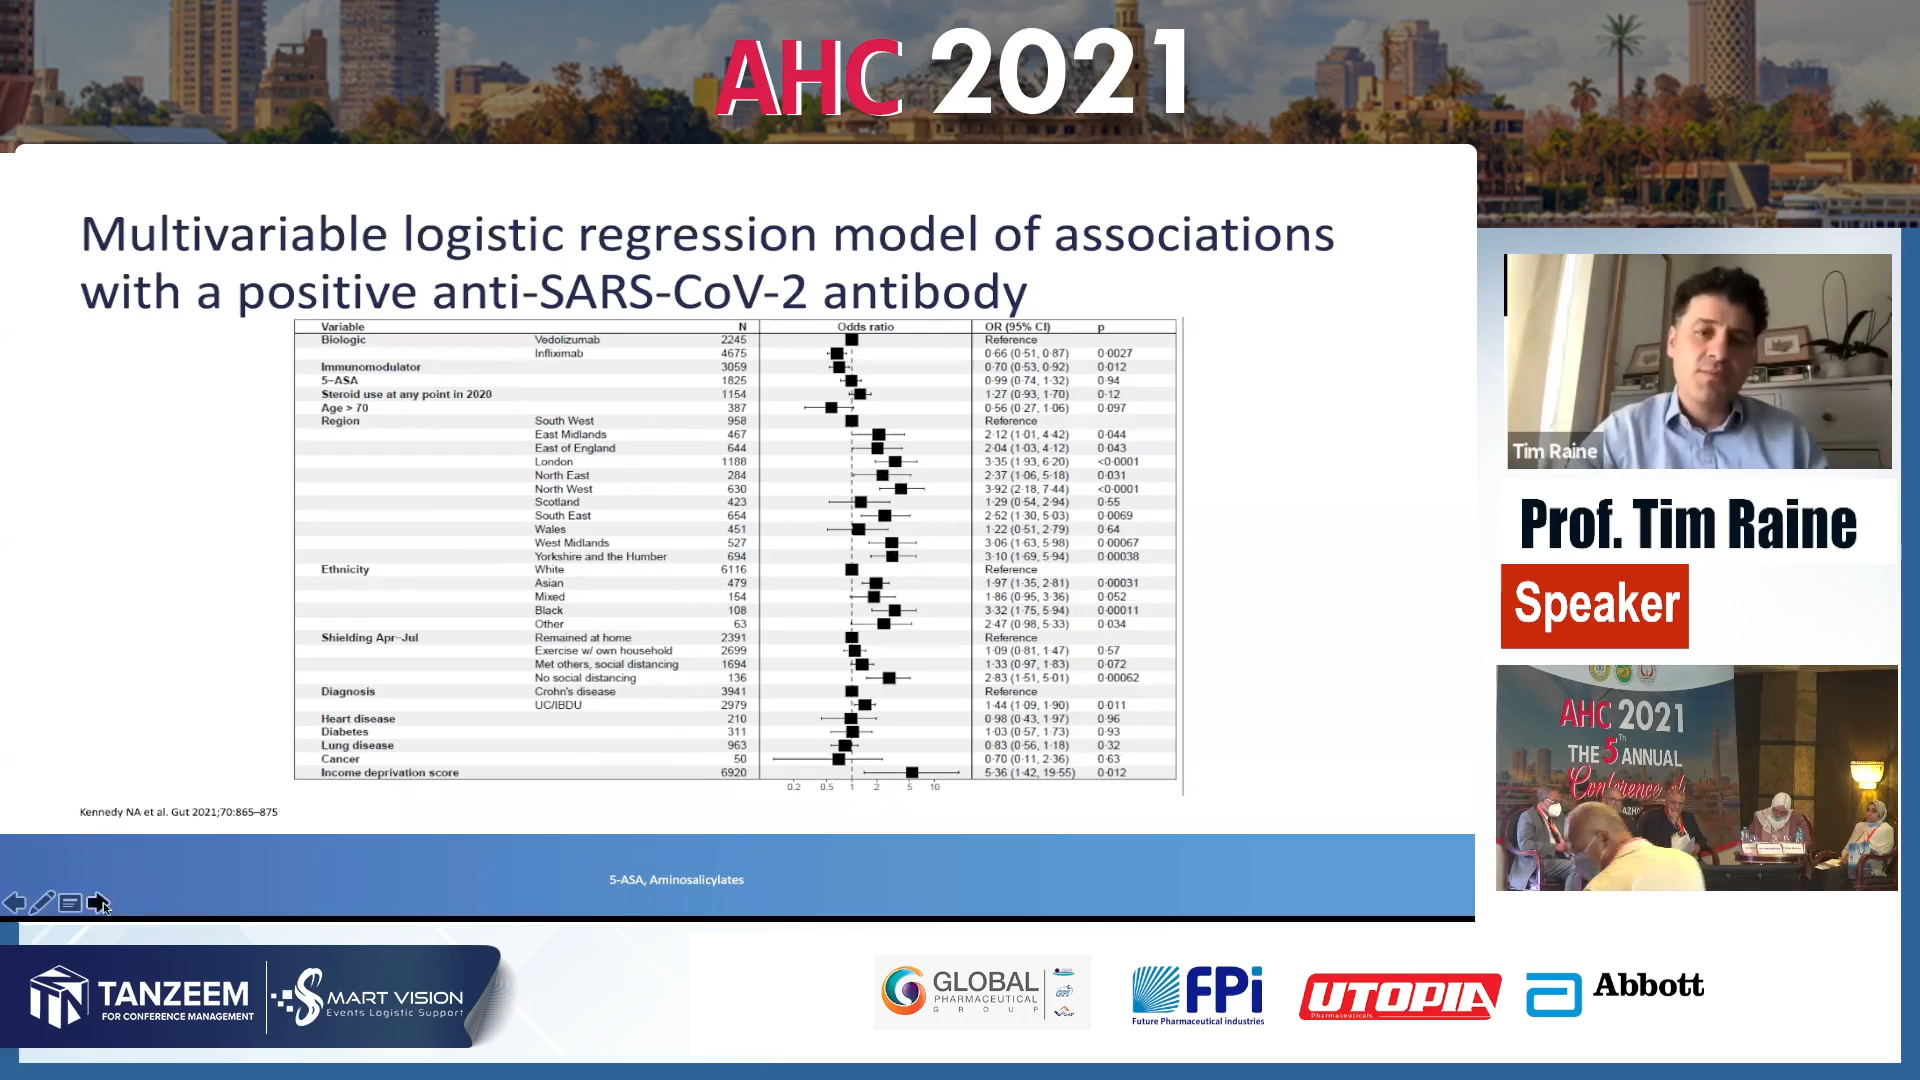 AHC 2021
Multivariable logistic regression model of associations
with a positive anti-SARS-CoV-2 antibody
Variable N Odds ratio OR (95% CI) p
Biologic Vedolizumab 2245 Reference
Infliximab 4675 0·66 (0·51, 0·87) 0·0027
Immunomodulator 3059 0·70 (0·53, 0·92) 0·012
5-ASA 1825 0·99 (0·74, 1·32) 0·94
Steroid use at any point in 2020 1154 1·27 (0·93, 1·70) 0·12
Age > 70 387 0·56 (0·27, 1·06) 0·097
Region South West 958 Reference
East Midlands 467 2·12 (1·01, 4·42) 0·044
East of England 644 2·04 (1·03, 4·12) 0·043
London 1188 3·35 (1·93, 6·20) <0·0001
North East 284 2·37 (1·06, 5·18) 0·031
North West 630 3·92 (2·18, 7·44) <0·0001
Scotland 423 1·29 (0·54, 2·94) 0·55
South East 654 2·52 (1·30, 5·03) 0·0069
Wales 451 1·22 (0·51, 2·79) 0·64
West Midlands 527 3·06 (1·63, 5·98) 0·00067
Yorkshire and the Humber 694 3·10 (1·69, 5·94) 0·00038
Ethnicity White 6116 Reference
Asian 479 1·97 (1·35, 2·81) 0·00031
Mixed 154 1·86 (0·95, 3·36) 0·052
Black 108 3·32 (1·75, 5·94) 0·00011
Other 63 2·47 (0·98, 5·33) 0·034
Shielding Apr-Jul Remained at home 2391 Reference
Exercise w/ own household 2699 1·09 (0·81, 1·47) 0·57
Met others, social distancing 1694 1·33 (0·97, 1·83) 0·072
No social distancing 136 2·83 (1·51, 5·01) 0·00062
Diagnosis Crohn's disease 3941 Reference
UC/IBDU 2979 1·44 (1·09, 1·90) 0·011
Heart disease 210 0·98 (0·43, 1·97) 0·96
Diabetes 311 1·03 (0·57, 1·73) 0·93
Lung disease 963 0·83 (0·56, 1·18) 0·32
Cancer 50 0·70 (0·11, 2·36) 0·63
Income deprivation score 6920 5·36 (1·42, 19·55) 0·012
0.2 0.5 1 2 5 10
Kennedy NA et al. Gut 2021;70:865–875
5-ASA, Aminosalicylates
Tim Raine
Prof. Tim Raine
Speaker
AHC 2021
THE 5Th ANNUAL
Conference
TANZEEM
FOR CONFERENCE MANAGEMENT
SMART VISION
Events Logistic Support
GLOBAL
PHARMACEUTICAL
GROUP
FPi
Future Pharmaceutical industries
UTOPIA
Pharmaceuticals
Abbott